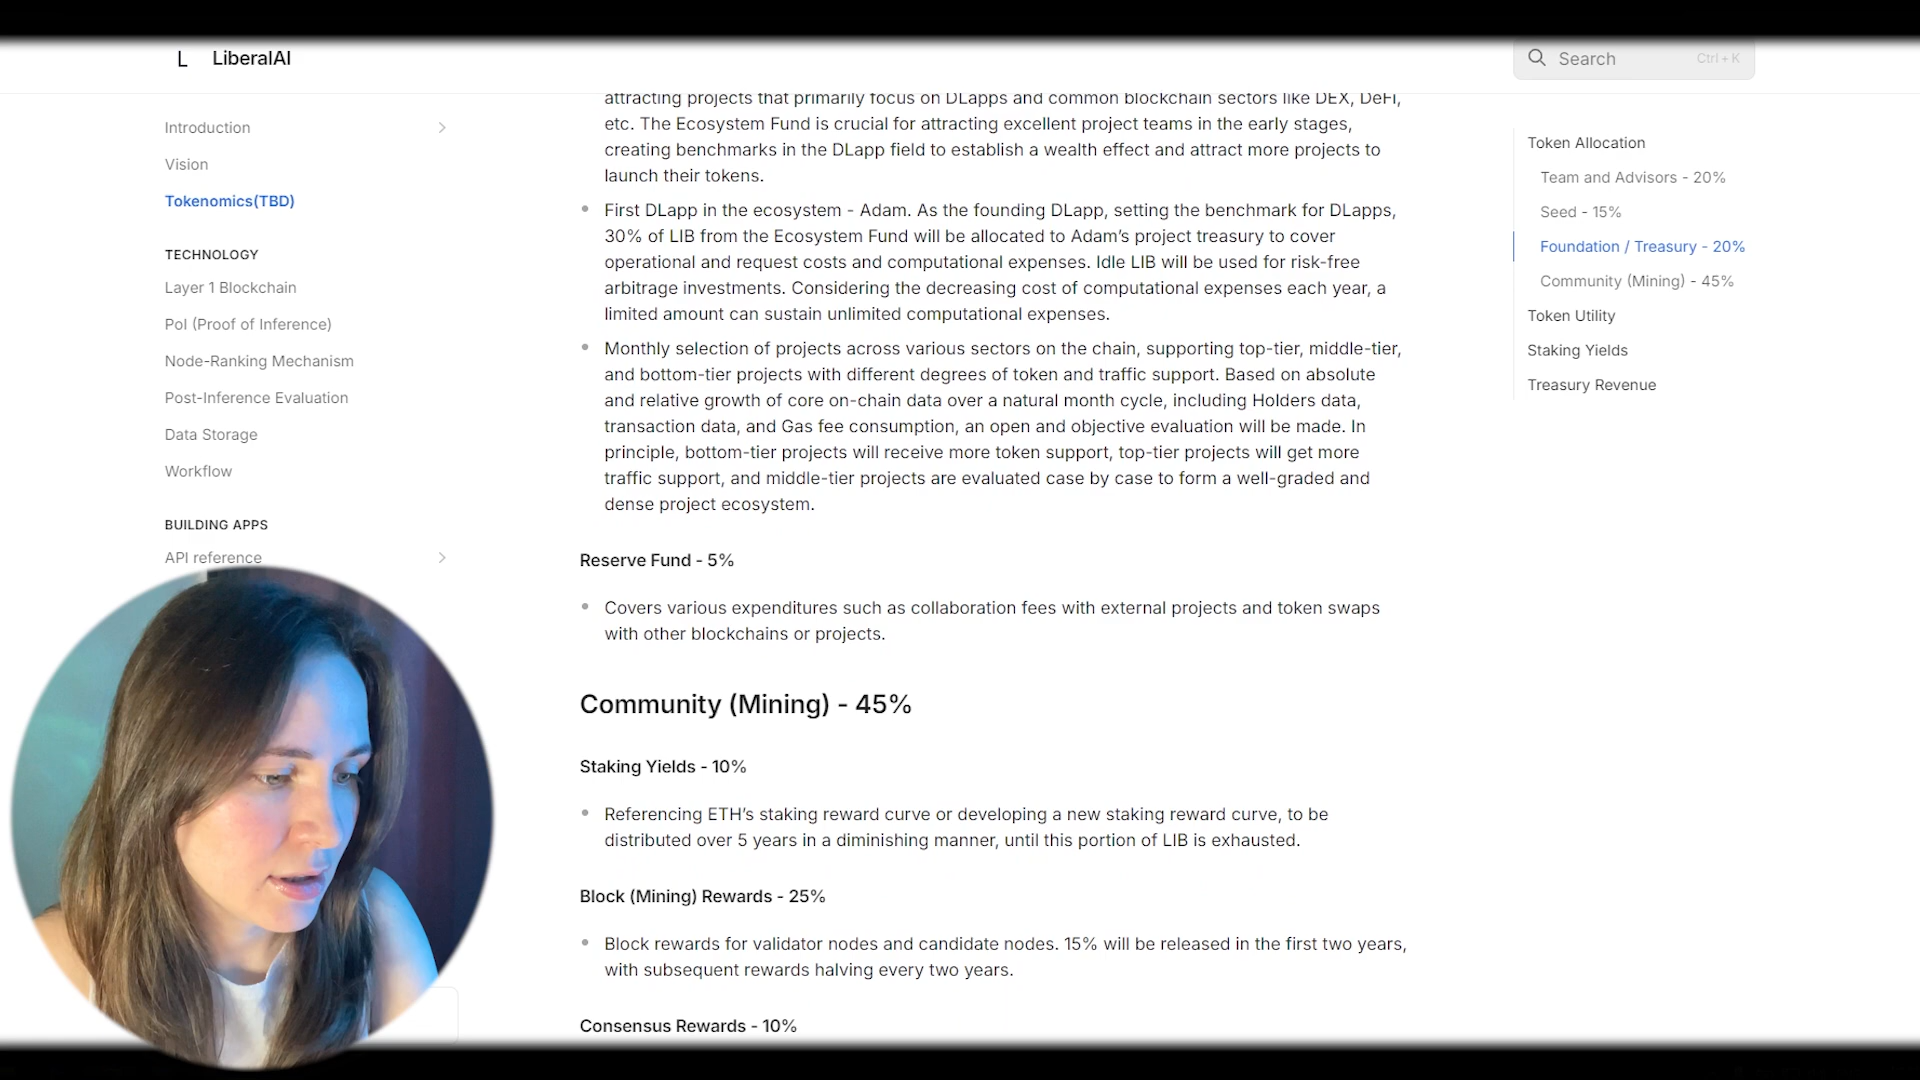 L LiberalAI
Search Ctrl + K
Introduction
Vision
Tokenomics(TBD)
TECHNOLOGY
Layer 1 Blockchain
PoI (Proof of Inference)
Node-Ranking Mechanism
Post-Inference Evaluation
Data Storage
Workflow
BUILDING APPS
API reference
attracting projects that primarily focus on DLapps and common blockchain sectors like DEX, DeFi,
etc. The Ecosystem Fund is crucial for attracting excellent project teams in the early stages,
creating benchmarks in the DLapp field to establish a wealth effect and attract more projects to
launch their tokens.
First DLapp in the ecosystem - Adam. As the founding DLapp, setting the benchmark for DLapps,
30% of LIB from the Ecosystem Fund will be allocated to Adam’s project treasury to cover
operational and request costs and computational expenses. Idle LIB will be used for risk-free
arbitrage investments. Considering the decreasing cost of computational expenses each year, a
limited amount can sustain unlimited computational expenses.
Monthly selection of projects across various sectors on the chain, supporting top-tier, middle-tier,
and bottom-tier projects with different degrees of token and traffic support. Based on absolute
and relative growth of core on-chain data over a natural month cycle, including Holders data,
transaction data, and Gas fee consumption, an open and objective evaluation will be made. In
principle, bottom-tier projects will receive more token support, top-tier projects will get more
traffic support, and middle-tier projects are evaluated case by case to form a well-graded and
dense project ecosystem.
Reserve Fund - 5%
Covers various expenditures such as collaboration fees with external projects and token swaps
with other blockchains or projects.
Community (Mining) - 45%
Staking Yields - 10%
Referencing ETH’s staking reward curve or developing a new staking reward curve, to be
distributed over 5 years in a diminishing manner, until this portion of LIB is exhausted.
Block (Mining) Rewards - 25%
Block rewards for validator nodes and candidate nodes. 15% will be released in the first two years,
with subsequent rewards halving every two years.
Consensus Rewards - 10%
Token Allocation
Team and Advisors - 20%
Seed - 15%
Foundation / Treasury - 20%
Community (Mining) - 45%
Token Utility
Staking Yields
Treasury Revenue